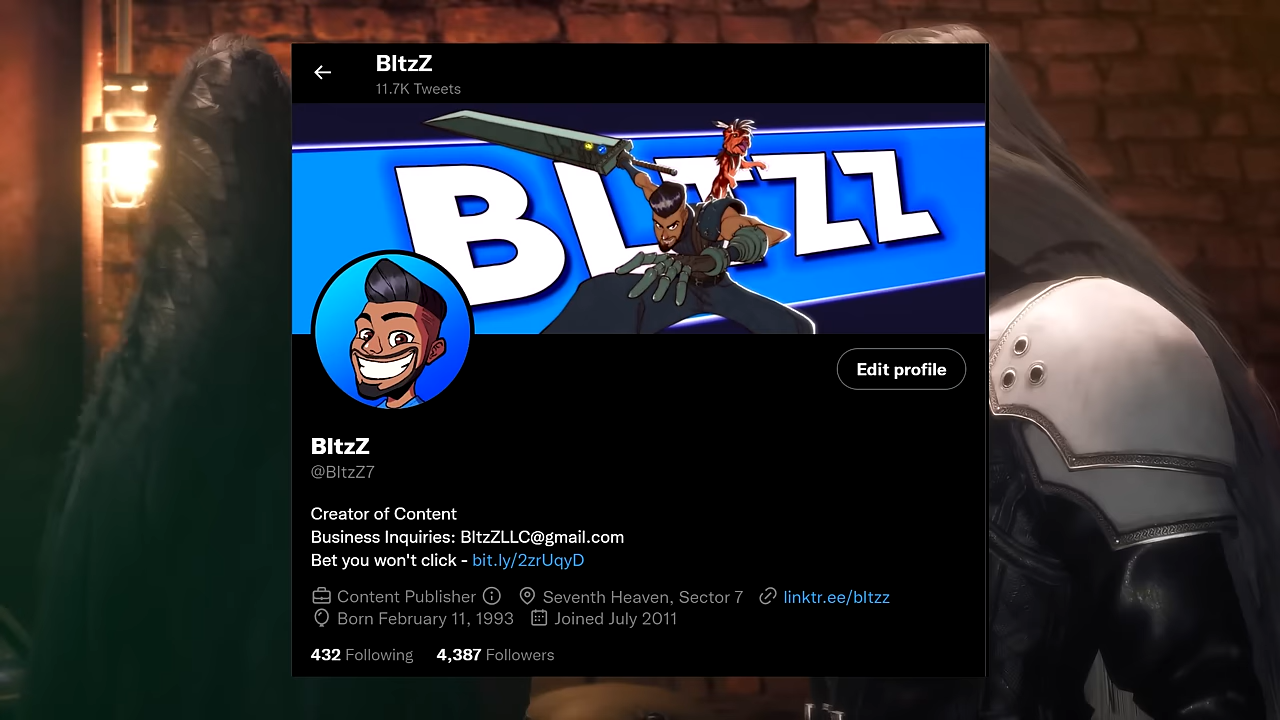 BltzZ
11.7K Tweets
BLTZZ
Edit profile
BltzZ
@BltzZ7
Creator of Content
Business Inquiries: BltzZLLC@gmail.com
Bet you won't click - bit.ly/2zrUqyD
Content Publisher Seventh Heaven, Sector 7 linktr.ee/bltzz
Born February 11, 1993 Joined July 2011
432 Following 4,387 Followers